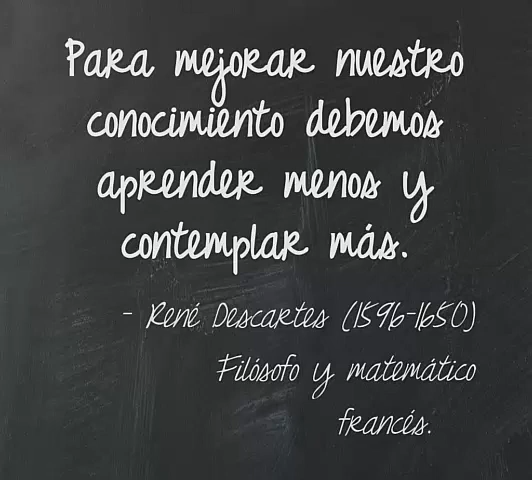 Para mejorar nuestro
conocimiento debemos
aprender menos y
contemplar más.
- René Descartes (1596-1650)
Filósofo y matemático
francés.